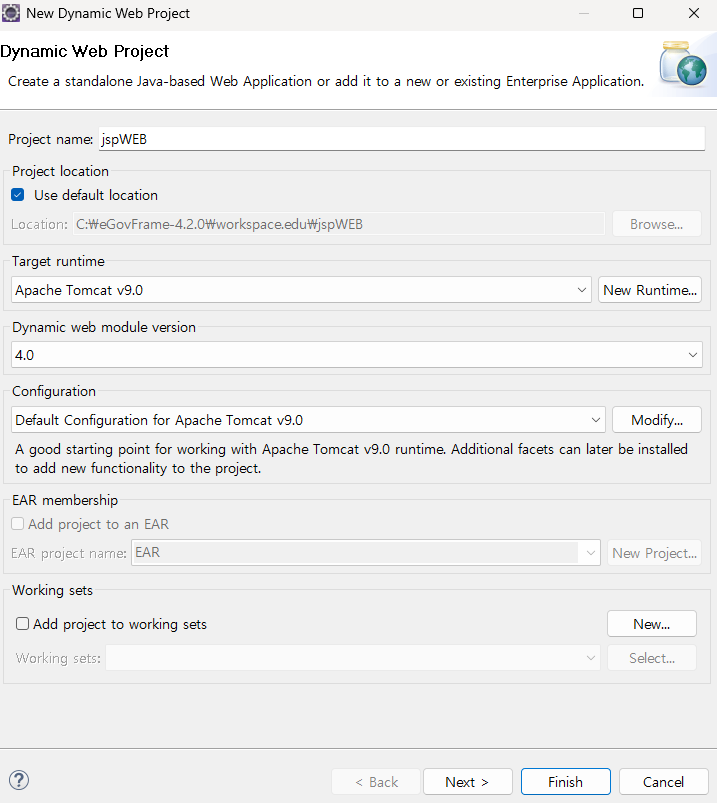 New Dynamic Web Project
Dynamic Web Project
Create a standalone Java-based Web Application or add it to a new or existing Enterprise Application.
Project name: jspWEB
Project location
Use default location
Location: C:₩eGovFrame-4.2.0₩workspace.edu₩jspWEB Browse...
Target runtime
Apache Tomcat v9.0 New Runtime...
Dynamic web module version
4.0
Configuration
Default Configuration for Apache Tomcat v9.0 Modify...
A good starting point for working with Apache Tomcat v9.0 runtime. Additional facets can later be installed
to add new functionality to the project.
EAR membership
Add project to an EAR
EAR project name: EAR New Project...
Working sets
Add project to working sets New...
Working sets: Select...
? < Back Next > Finish Cancel